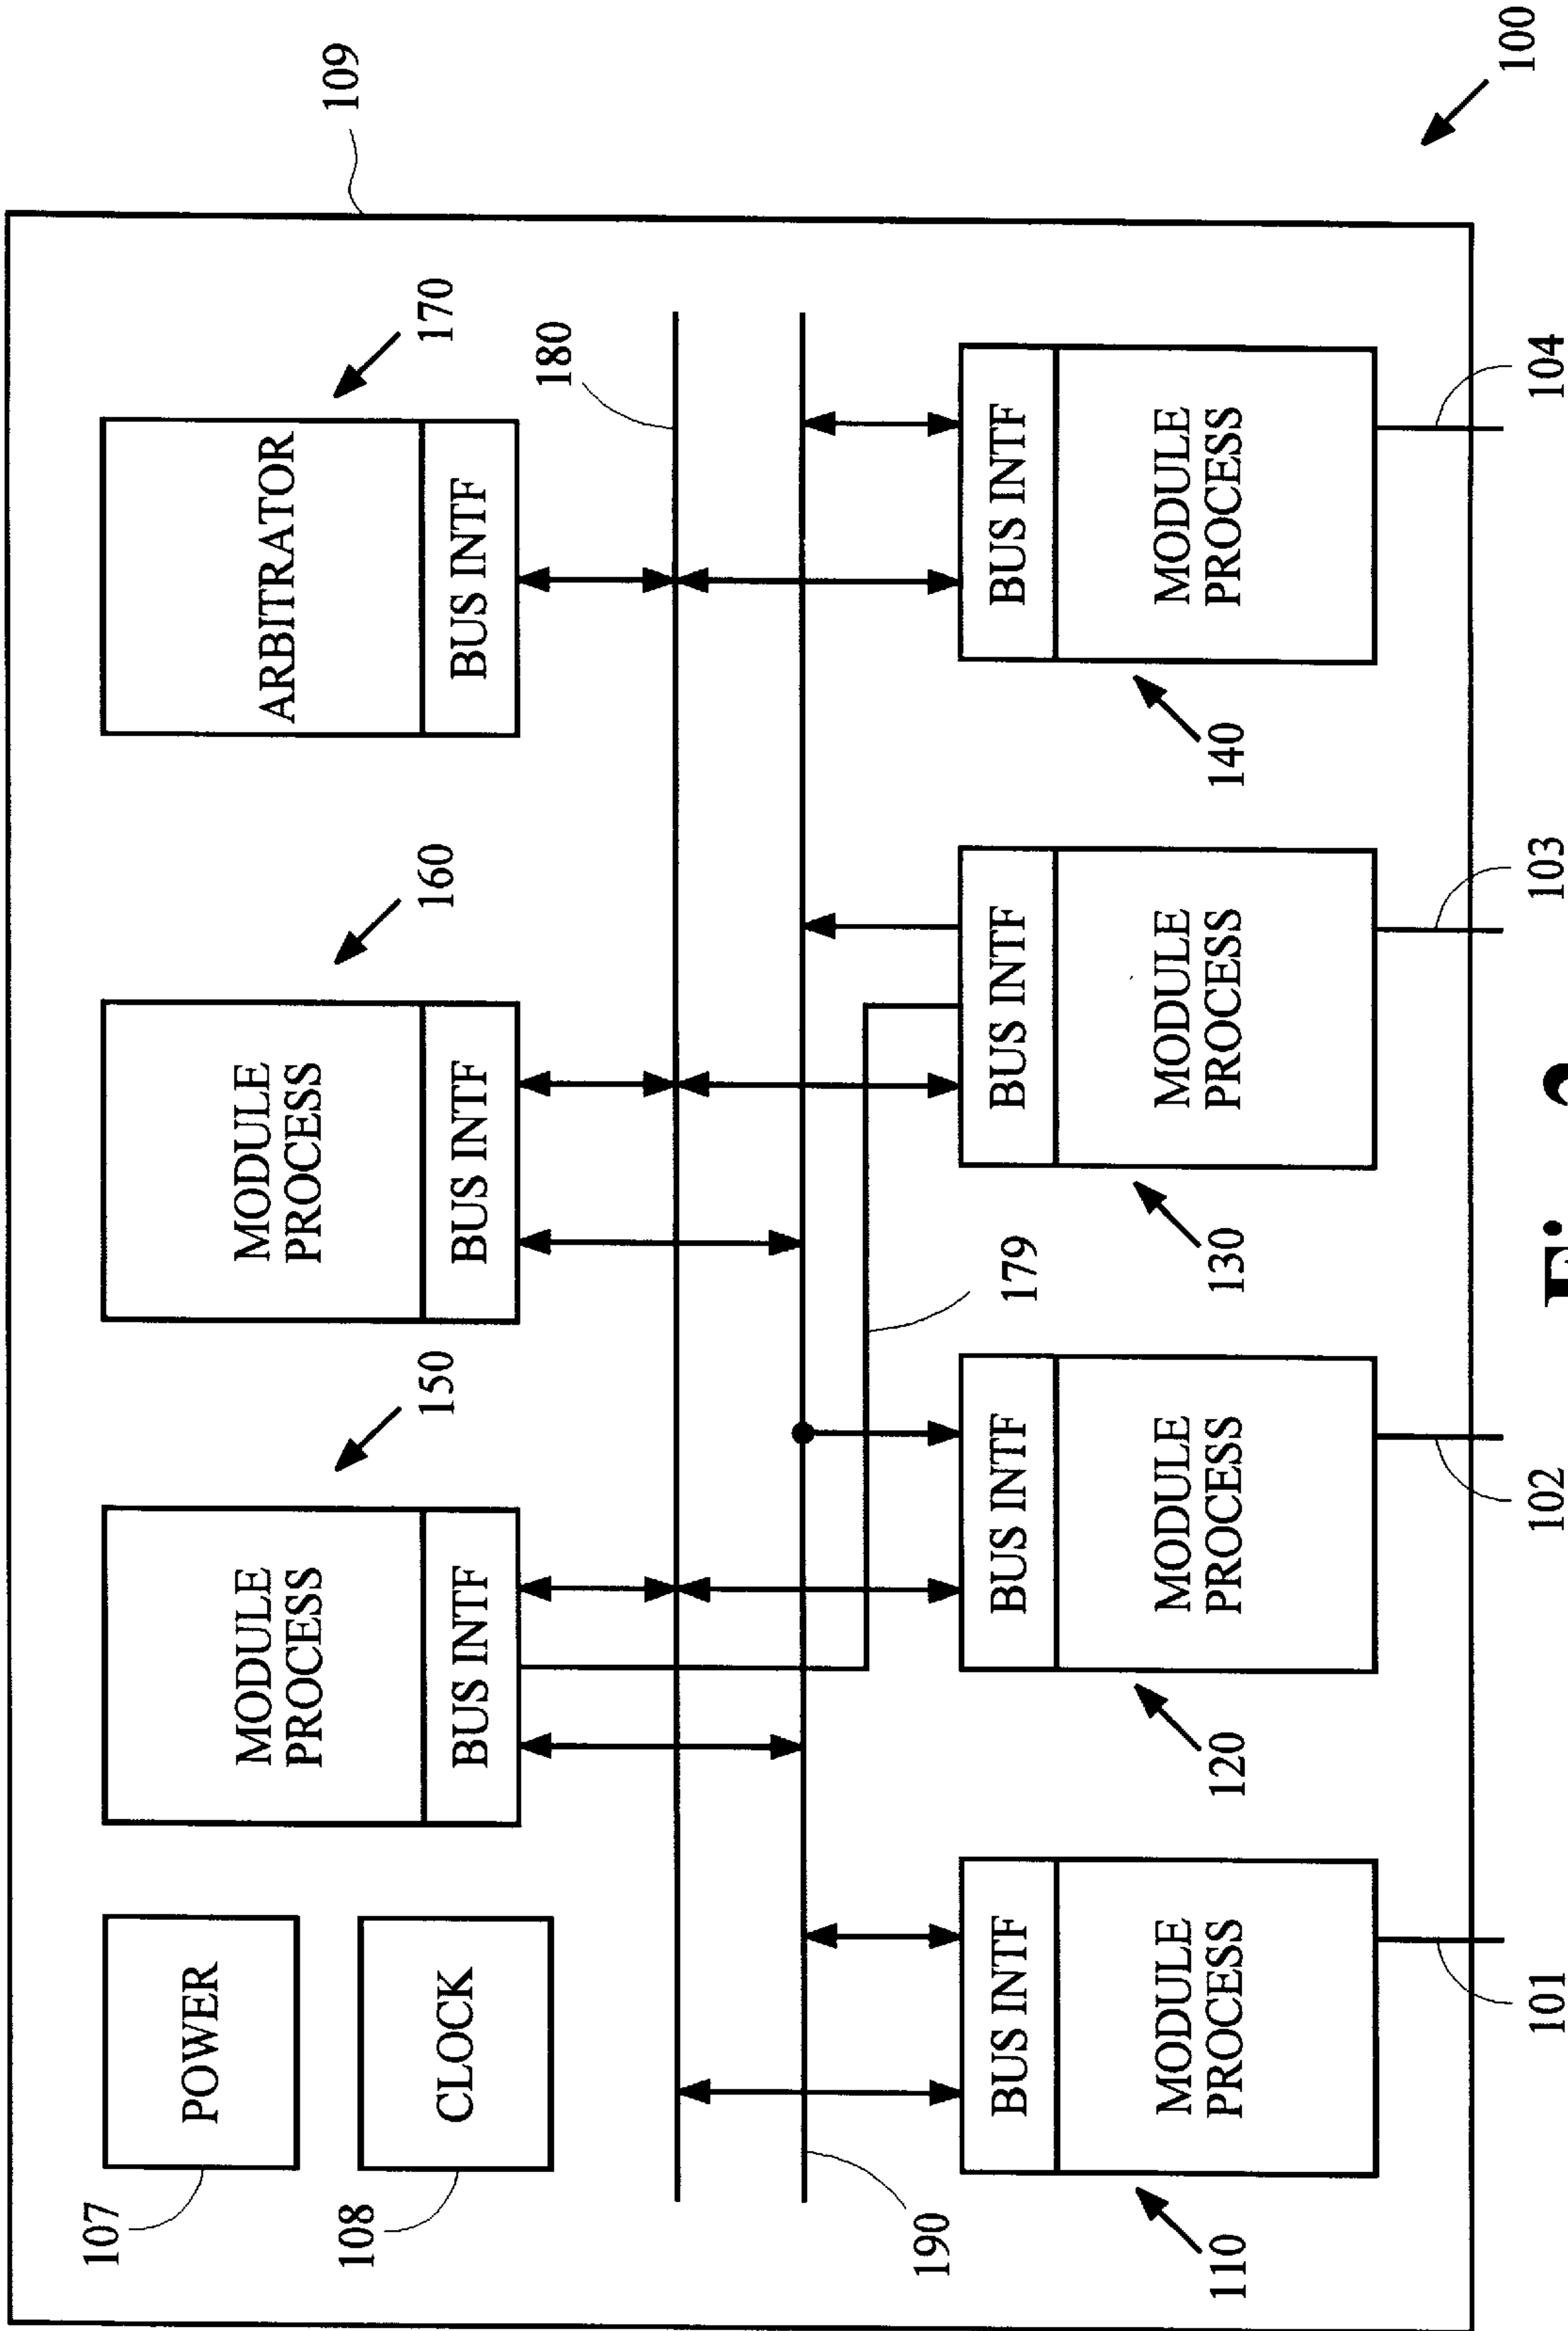 109
100
107
POWER
108
CLOCK
150
MODULE
PROCESS
BUS INTF
160
MODULE
PROCESS
BUS INTF
170
ARBITRATOR
BUS INTF
180
190
179
110
BUS INTF
MODULE
PROCESS
120
BUS INTF
MODULE
PROCESS
130
BUS INTF
MODULE
PROCESS
140
BUS INTF
MODULE
PROCESS
101
102
103
104